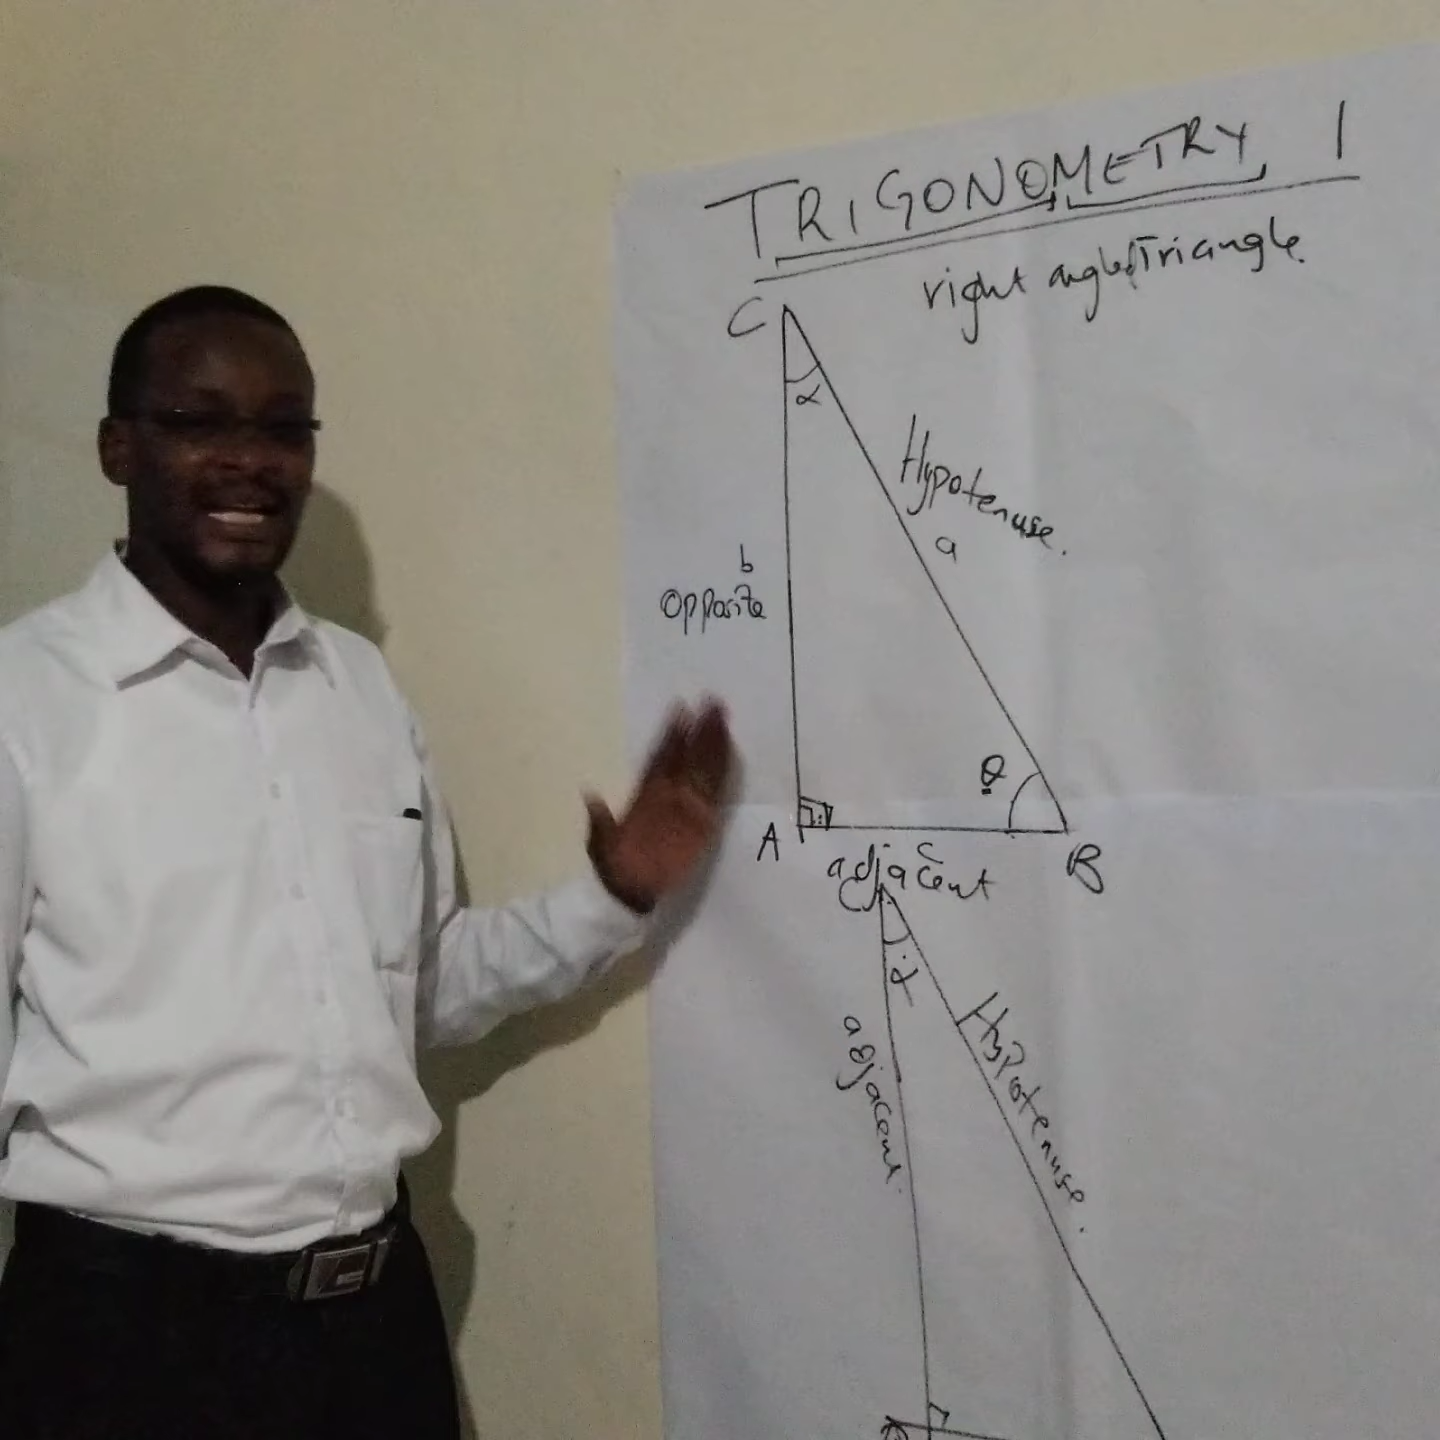 TRIGONOMETRY 1
right angled Triangle.
C
α
Hypotenuse.
a
b
opposite
θ
A
c
B
adjacent
C
α
adjacent.
Hypotenuse.